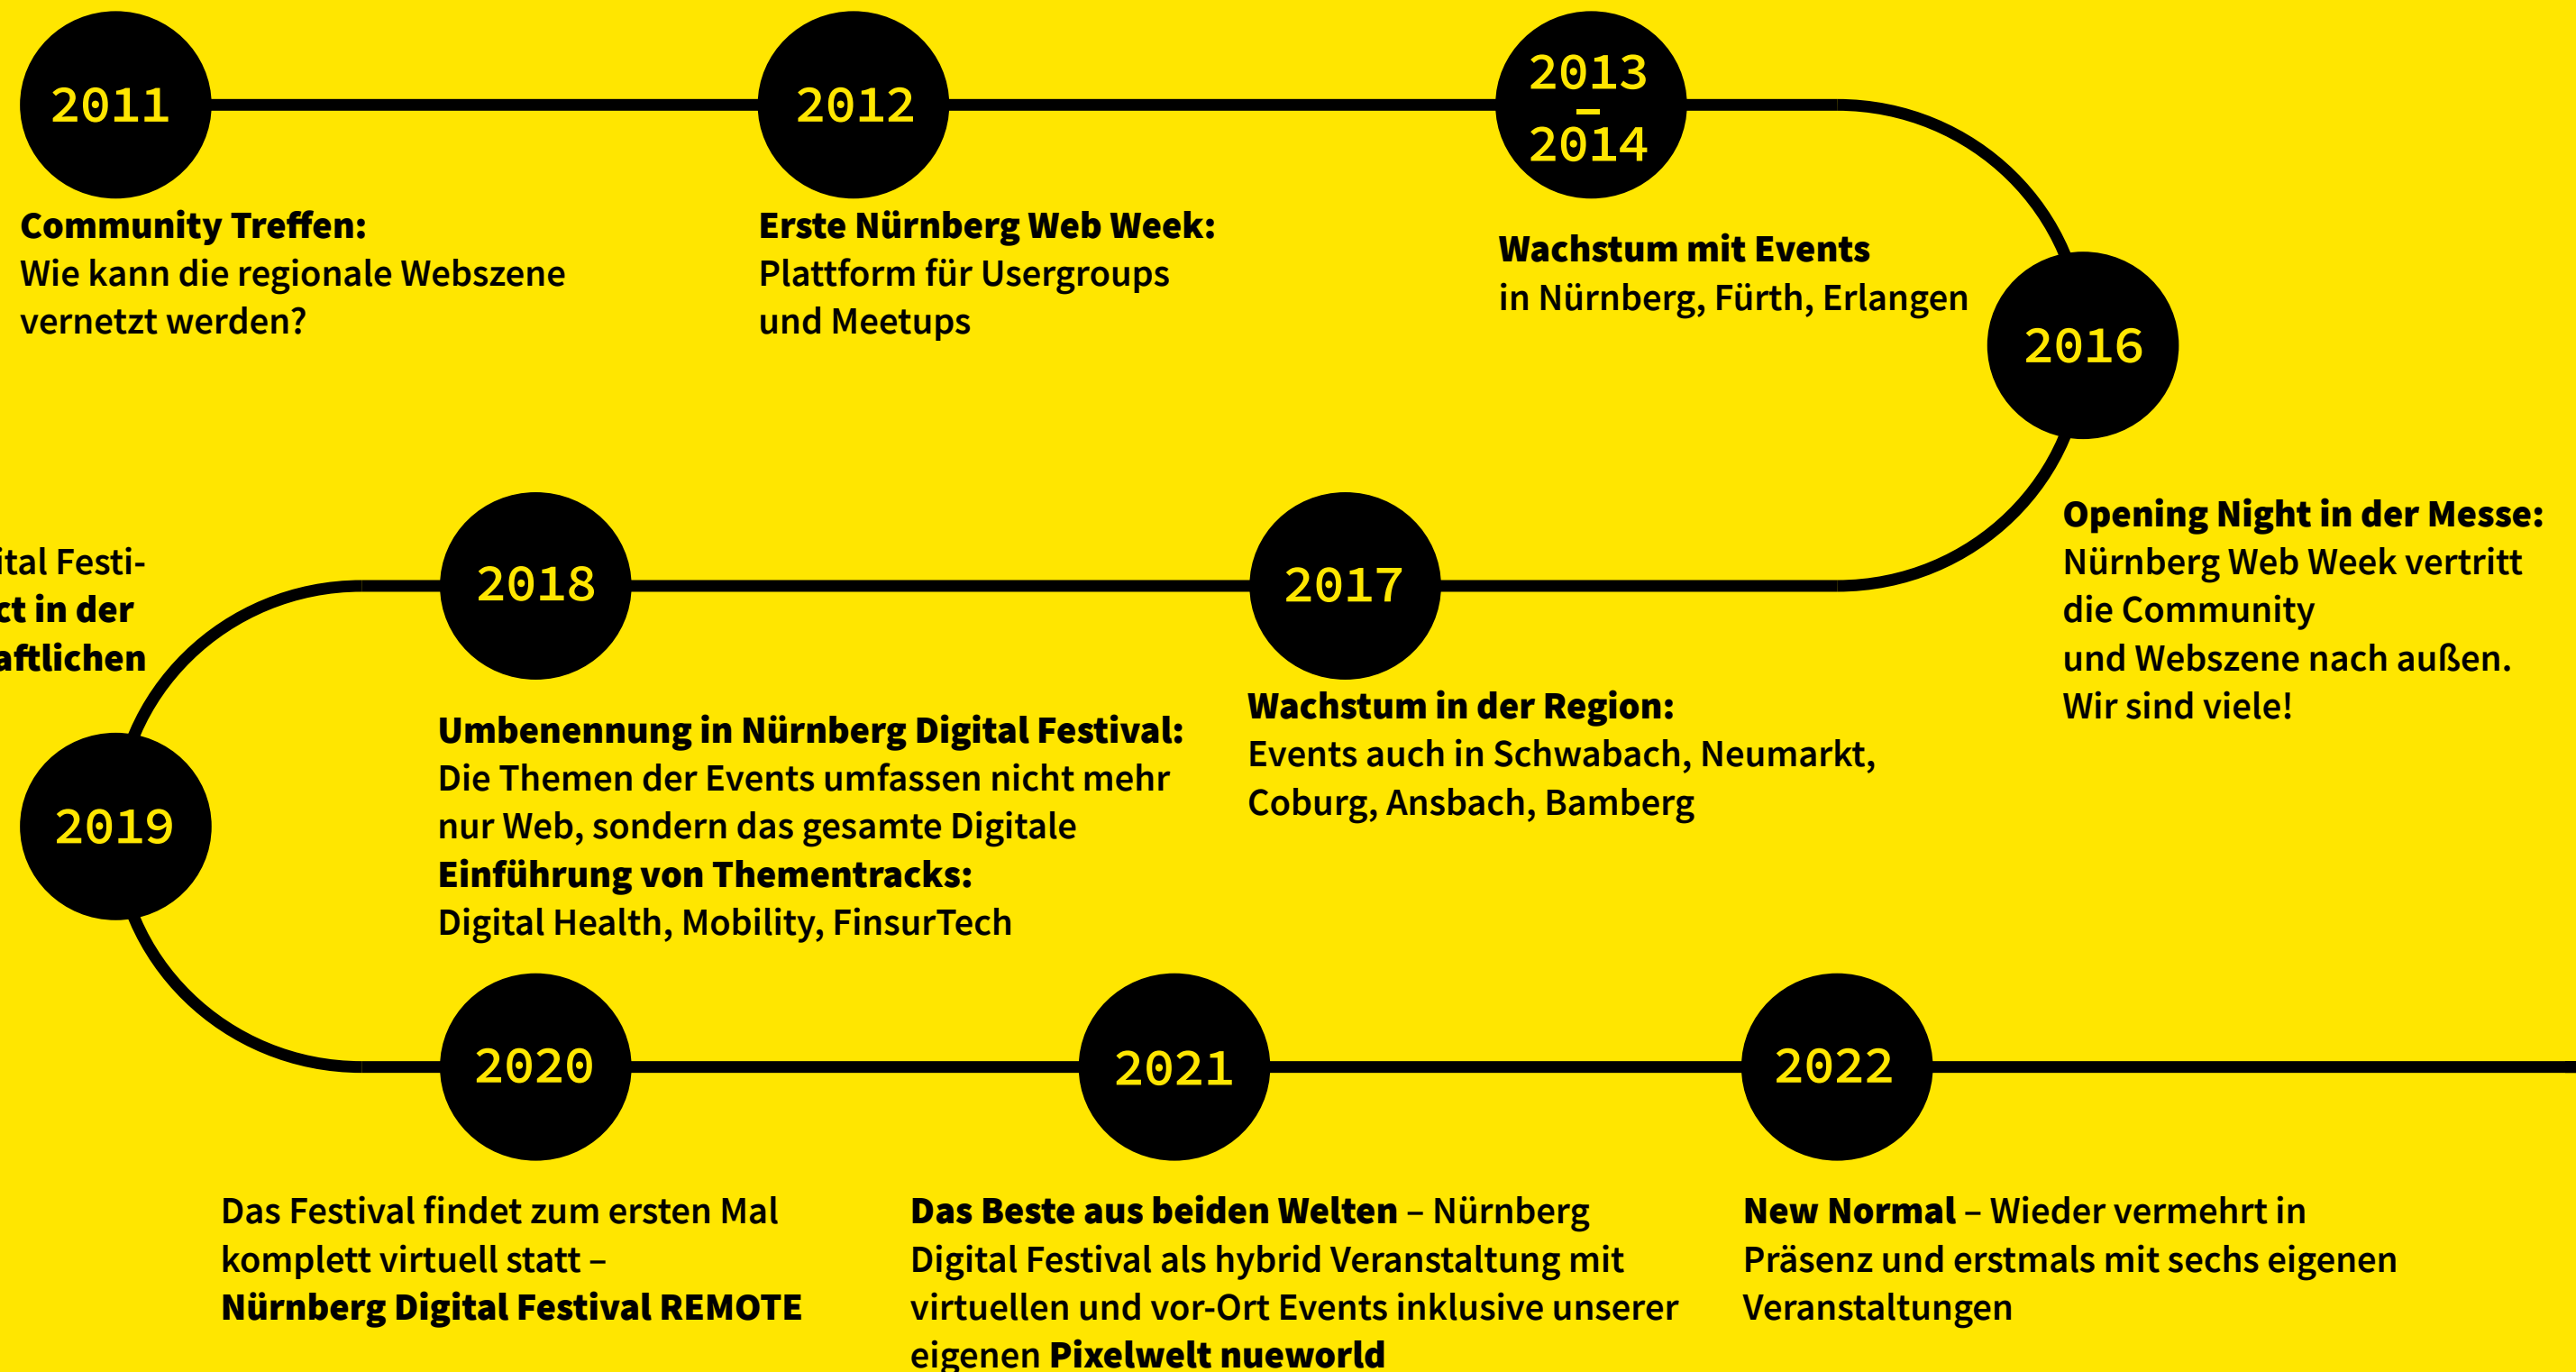 2011
Community Treffen:
Wie kann die regionale Webszene
vernetzt werden?
2012
Erste Nürnberg Web Week:
Plattform für Usergroups
und Meetups
2013
–
2014
Wachstum mit Events
in Nürnberg, Fürth, Erlangen
2016
Opening Night in der Messe:
Nürnberg Web Week vertritt
die Community
und Webszene nach außen.
Wir sind viele!
2017
Wachstum in der Region:
Events auch in Schwabach, Neumarkt,
Coburg, Ansbach, Bamberg
2018
Umbenennung in Nürnberg Digital Festival:
Die Themen der Events umfassen nicht mehr
nur Web, sondern das gesamte Digitale
Einführung von Thementracks:
Digital Health, Mobility, FinsurTech
2019
Festi-
in der
2020
Das Festival findet zum ersten Mal
komplett virtuell statt –
Nürnberg Digital Festival REMOTE
2021
Das Beste aus beiden Welten – Nürnberg
Digital Festival als hybrid Veranstaltung mit
virtuellen und vor-Ort Events inklusive unserer
eigenen Pixelwelt nueworld
2022
New Normal – Wieder vermehrt in
Präsenz und erstmals mit sechs eigenen
Veranstaltungen